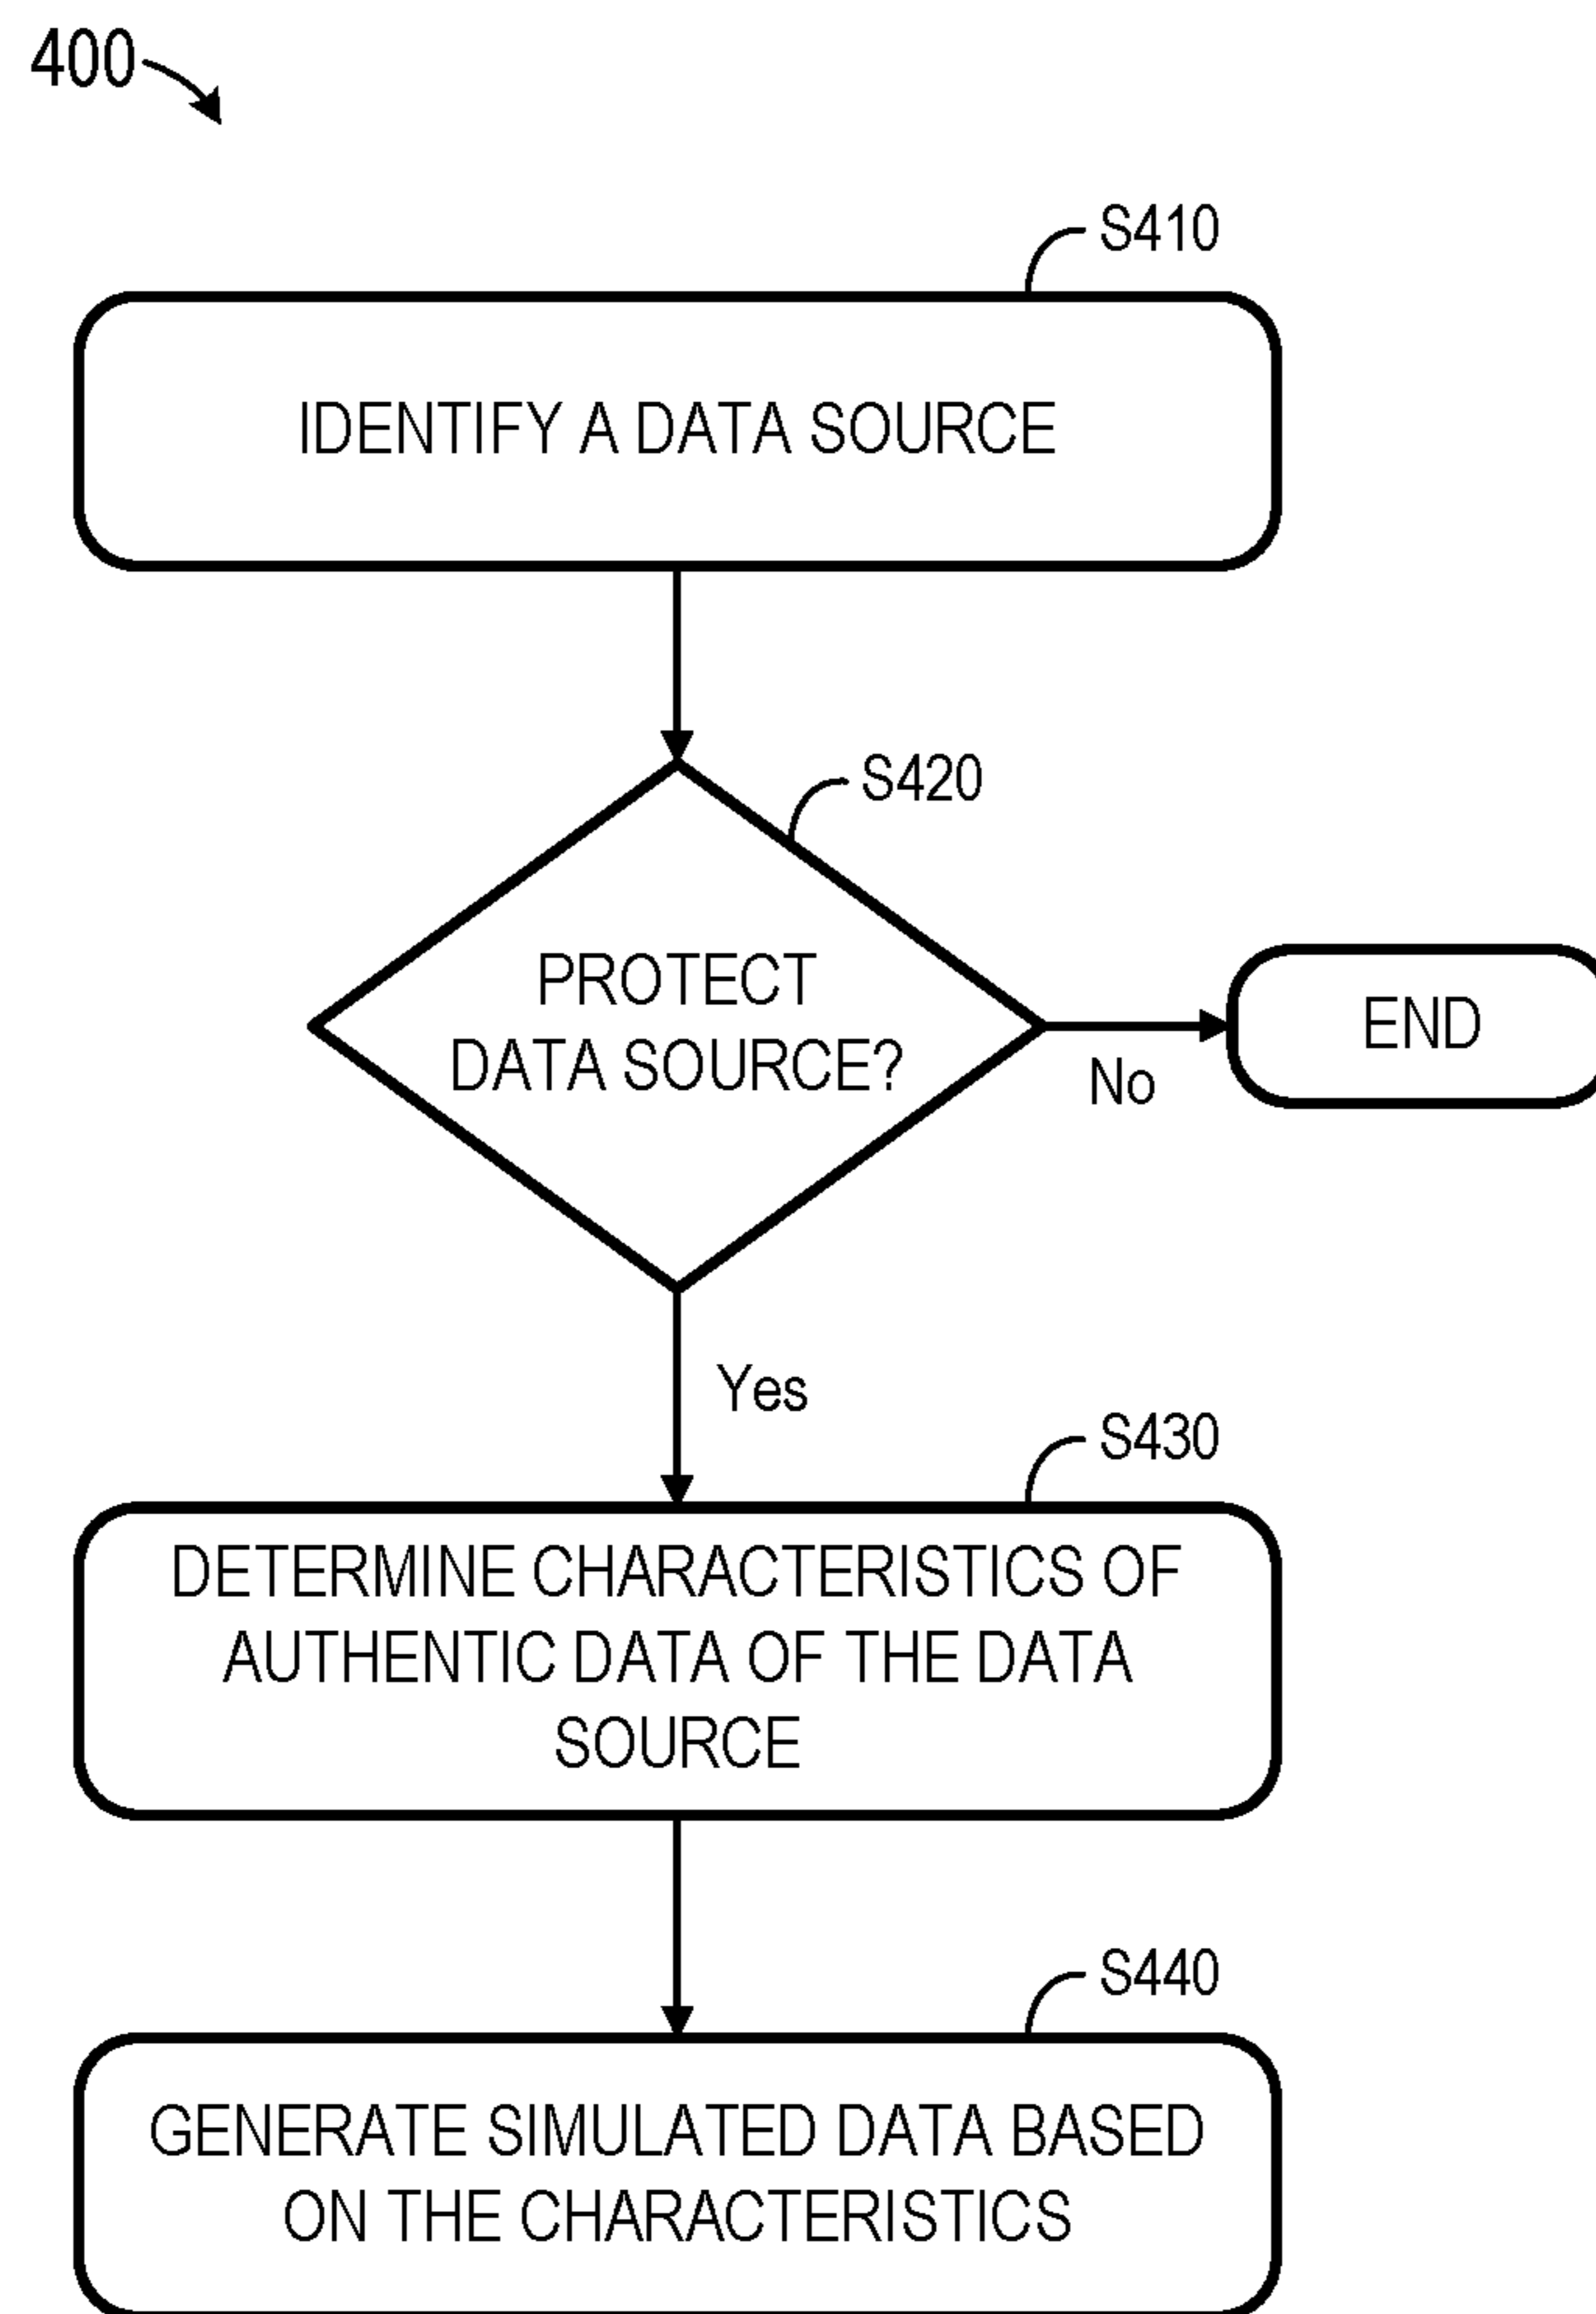 400
S410
IDENTIFY A DATA SOURCE
S420
PROTECT
DATA SOURCE?
END
No
Yes
S430
DETERMINE CHARACTERISTICS OF
AUTHENTIC DATA OF THE DATA
SOURCE
S440
GENERATE SIMULATED DATA BASED
ON THE CHARACTERISTICS